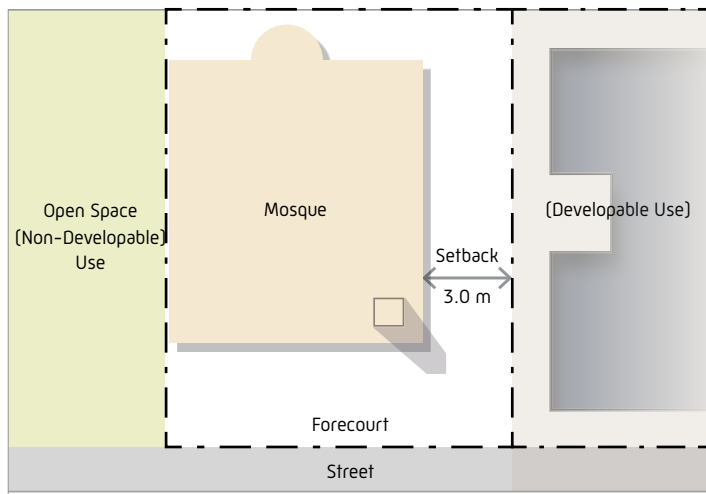 Open Space
(Non-Developable)
Use
Mosque
(Developable Use)
Setback
3.0 m
Forecourt
Street